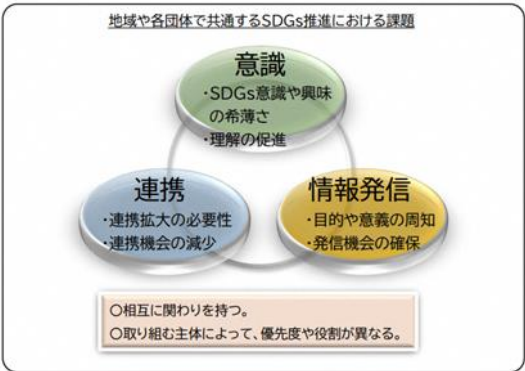 地域や各団体で共通するSDGs推進における課題
意識
・SDGs意識や興味
の希薄さ
・理解の促進
連携
・連携拡大の必要性
・連携機会の減少
情報発信
・目的や意義の周知
・発信機会の確保
〇相互に関わりを持つ。
〇取り組む主体によって、優先度や役割が異なる。